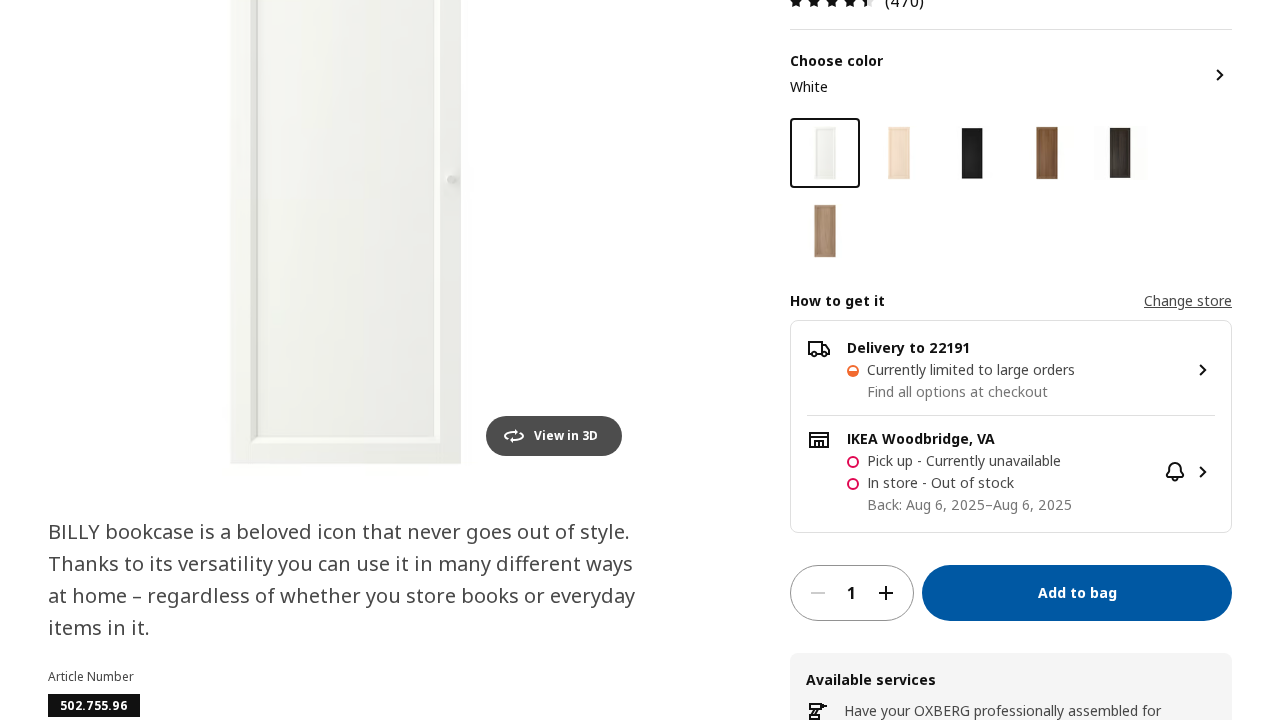 (470)
Choose color
White
How to get it
Change store
Delivery to 22191
Currently limited to large orders
Find all options at checkout
IKEA Woodbridge, VA
Pick up - Currently unavailable
In store - Out of stock
Back: Aug 6, 2025–Aug 6, 2025
1
Add to bag
Available services
Have your OXBERG professionally assembled for
View in 3D
BILLY bookcase is a beloved icon that never goes out of style.
Thanks to its versatility you can use it in many different ways
at home – regardless of whether you store books or everyday
items in it.
Article Number
502.755.96